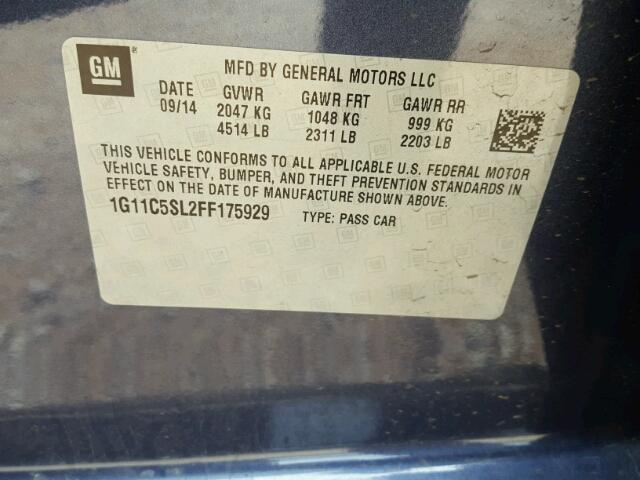 GM
MFD BY GENERAL MOTORS LLC
DATE GVWR GAWR FRT GAWR RR
09/14 2047 KG 1048 KG 999 KG
4514 LB 2311 LB 2203 LB
THIS VEHICLE CONFORMS TO ALL APPLICABLE U.S. FEDERAL MOTOR
VEHICLE SAFETY, BUMPER, AND THEFT PREVENTION STANDARDS IN
EFFECT ON THE DATE OF MANUFACTURE SHOWN ABOVE.
1G11C5SL2FF175929 TYPE: PASS CAR